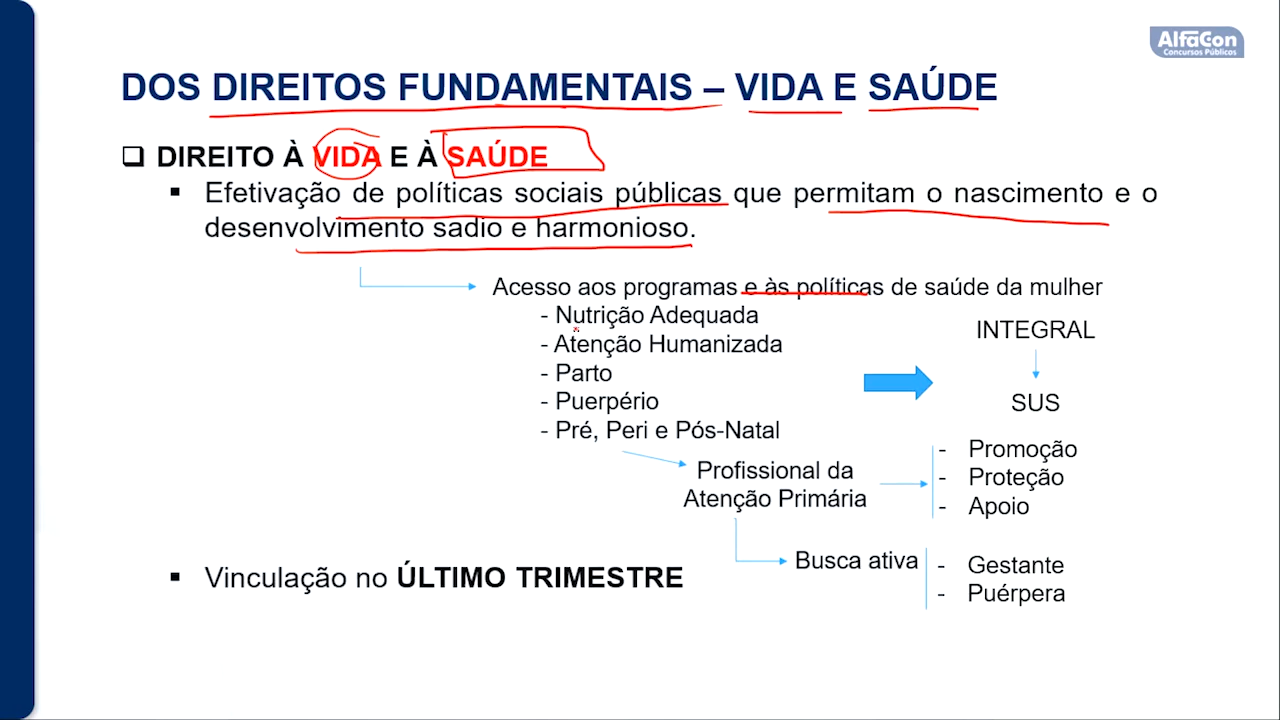 AlfaCon
Concursos Públicos
DOS DIREITOS FUNDAMENTAIS – VIDA E SAÚDE
❑ DIREITO À VIDA E À SAÚDE
▪ Efetivação de políticas sociais públicas que permitam o nascimento e o
desenvolvimento sadio e harmonioso.
Acesso aos programas e às políticas de saúde da mulher
- Nutrição Adequada
- Atenção Humanizada
- Parto
- Puerpério
- Pré, Peri e Pós-Natal
INTEGRAL
SUS
Profissional da
Atenção Primária
- Promoção
- Proteção
- Apoio
Busca ativa
- Gestante
- Puérpera
▪ Vinculação no ÚLTIMO TRIMESTRE